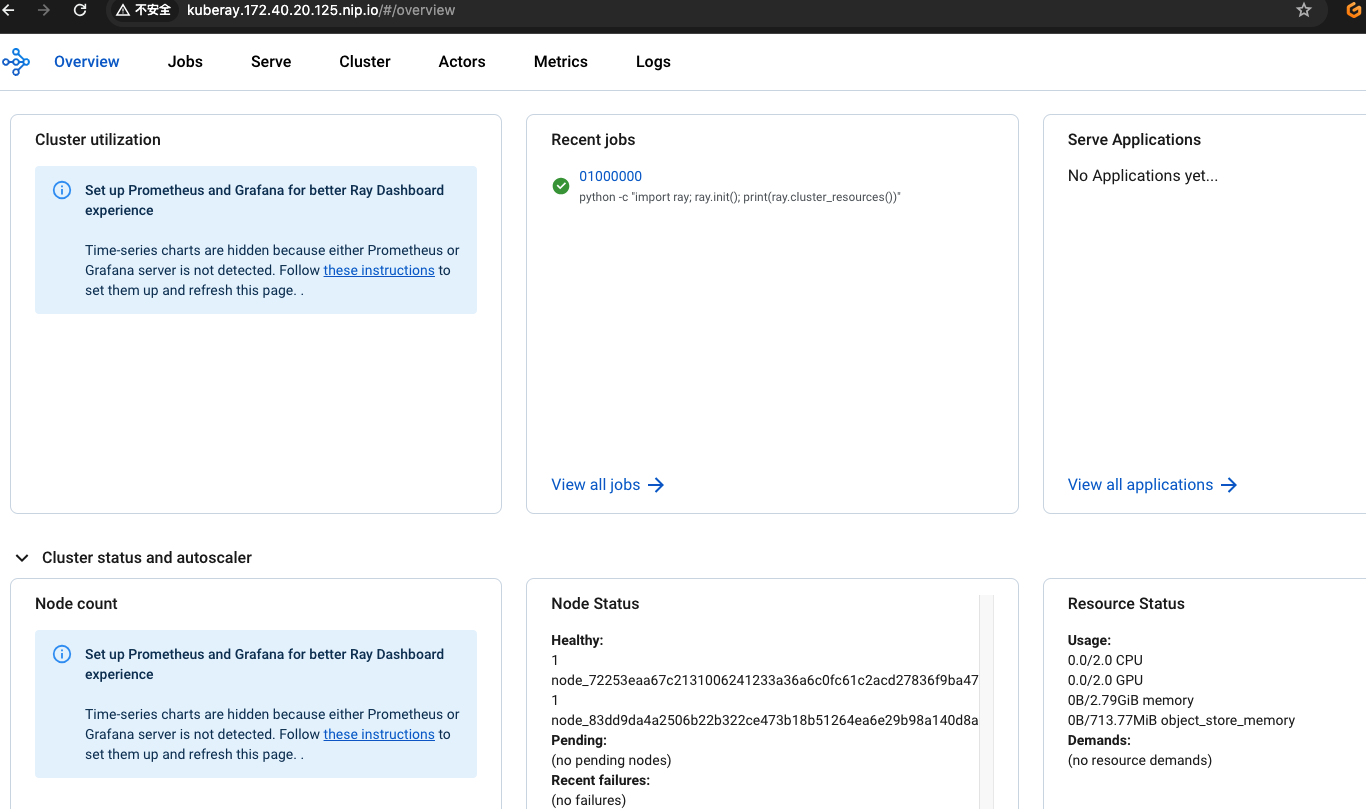 不安全 kuberay.172.40.20.125.nip.io/#/overview
Overview Jobs Serve Cluster Actors Metrics Logs
Cluster utilization
Set up Prometheus and Grafana for better Ray Dashboard
experience
Time-series charts are hidden because either Prometheus or
Grafana server is not detected. Follow these instructions to
set them up and refresh this page. .
Recent jobs
01000000
python -c "import ray; ray.init(); print(ray.cluster_resources())"
View all jobs
Serve Applications
No Applications yet...
View all applications
Cluster status and autoscaler
Node count
Set up Prometheus and Grafana for better Ray Dashboard
experience
Time-series charts are hidden because either Prometheus or
Grafana server is not detected. Follow these instructions to
set them up and refresh this page. .
Node Status
Healthy:
1
node_72253eaa67c2131006241233a36a6c0fc61c2acd27836f9ba47
1
node_83dd9da4a2506b22b322ce473b18b51264ea6e29b98a140d8a
Pending:
(no pending nodes)
Recent failures:
(no failures)
Resource Status
Usage:
0.0/2.0 CPU
0.0/2.0 GPU
0B/2.79GiB memory
0B/713.77MiB object_store_memory
Demands:
(no resource demands)